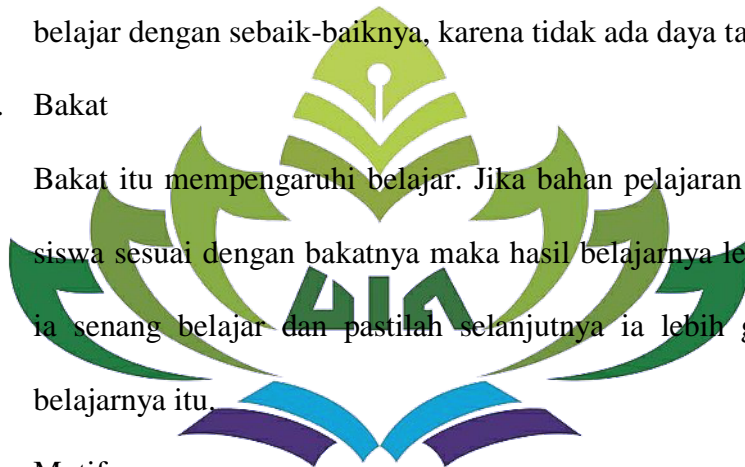 belajar dengan sebaik-baiknya, karena tidak ada daya ta
Bakat
Bakat itu mempengaruhi belajar. Jika bahan pelajaran
siswa sesuai dengan bakatnya maka hasil belajarnya le
UIN
ia senang belajar dan pastilah selanjutnya ia lebih g
belajarnya itu.
Motif